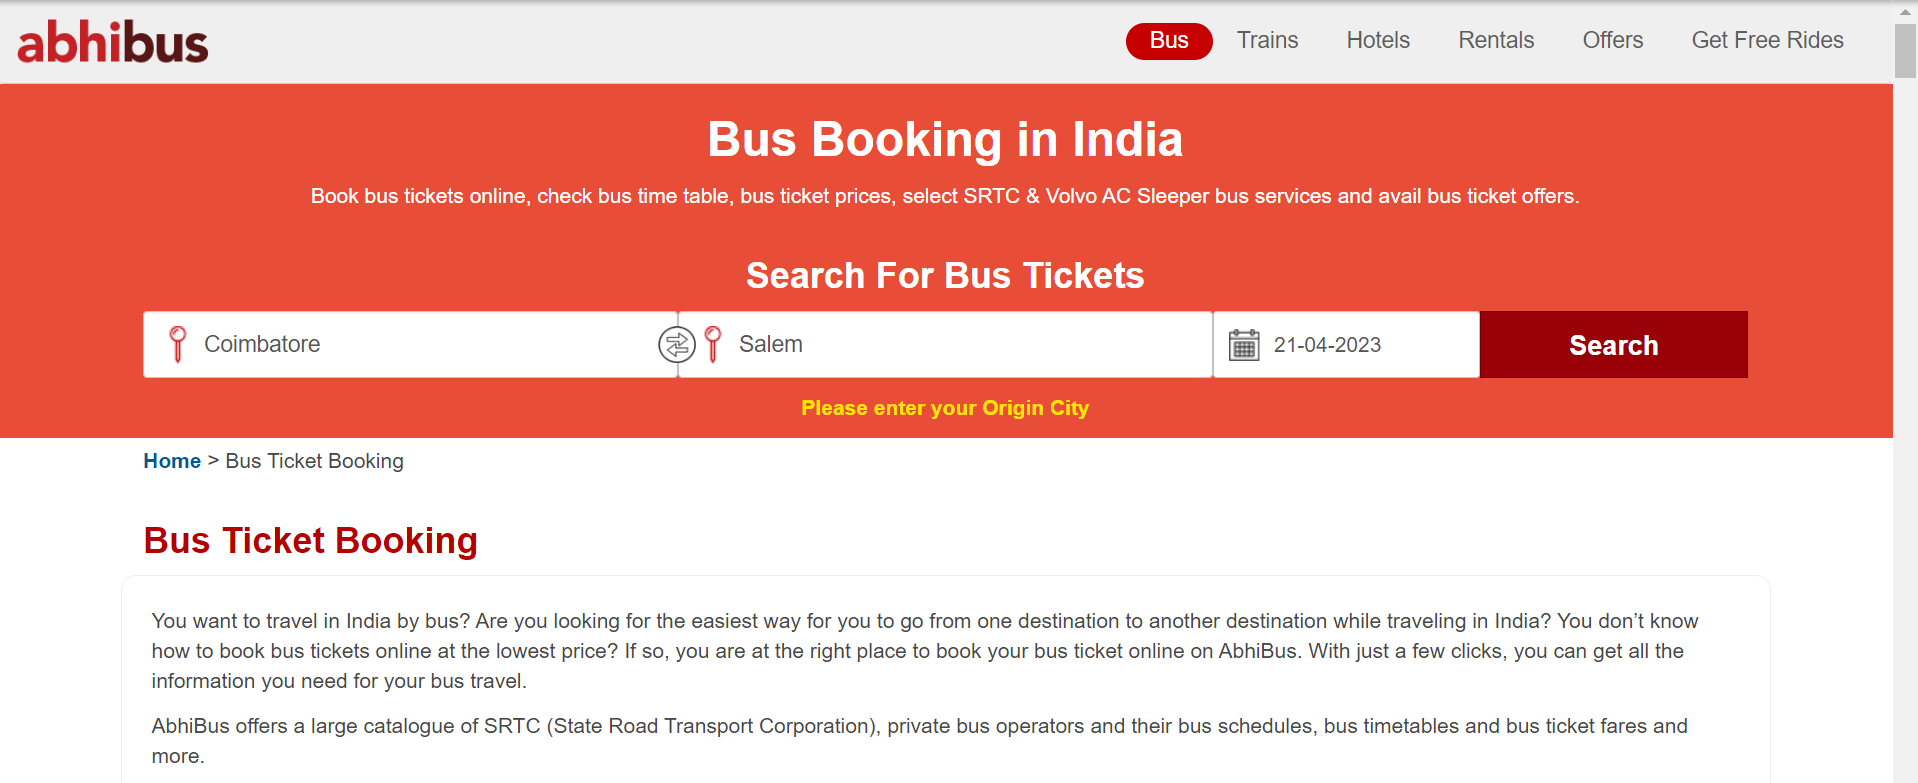 abhibus
Bus Trains Hotels Rentals Offers Get Free Rides
Bus Booking in India
Book bus tickets online, check bus time table, bus ticket prices, select SRTC & Volvo AC Sleeper bus services and avail bus ticket offers.
Search For Bus Tickets
Coimbatore Salem 21-04-2023 Search
Please enter your Origin City
Home > Bus Ticket Booking
Bus Ticket Booking
You want to travel in India by bus? Are you looking for the easiest way for you to go from one destination to another destination while traveling in India? You don’t know
how to book bus tickets online at the lowest price? If so, you are at the right place to book your bus ticket online on AbhiBus. With just a few clicks, you can get all the
information you need for your bus travel.
AbhiBus offers a large catalogue of SRTC (State Road Transport Corporation), private bus operators and their bus schedules, bus timetables and bus ticket fares and
more.